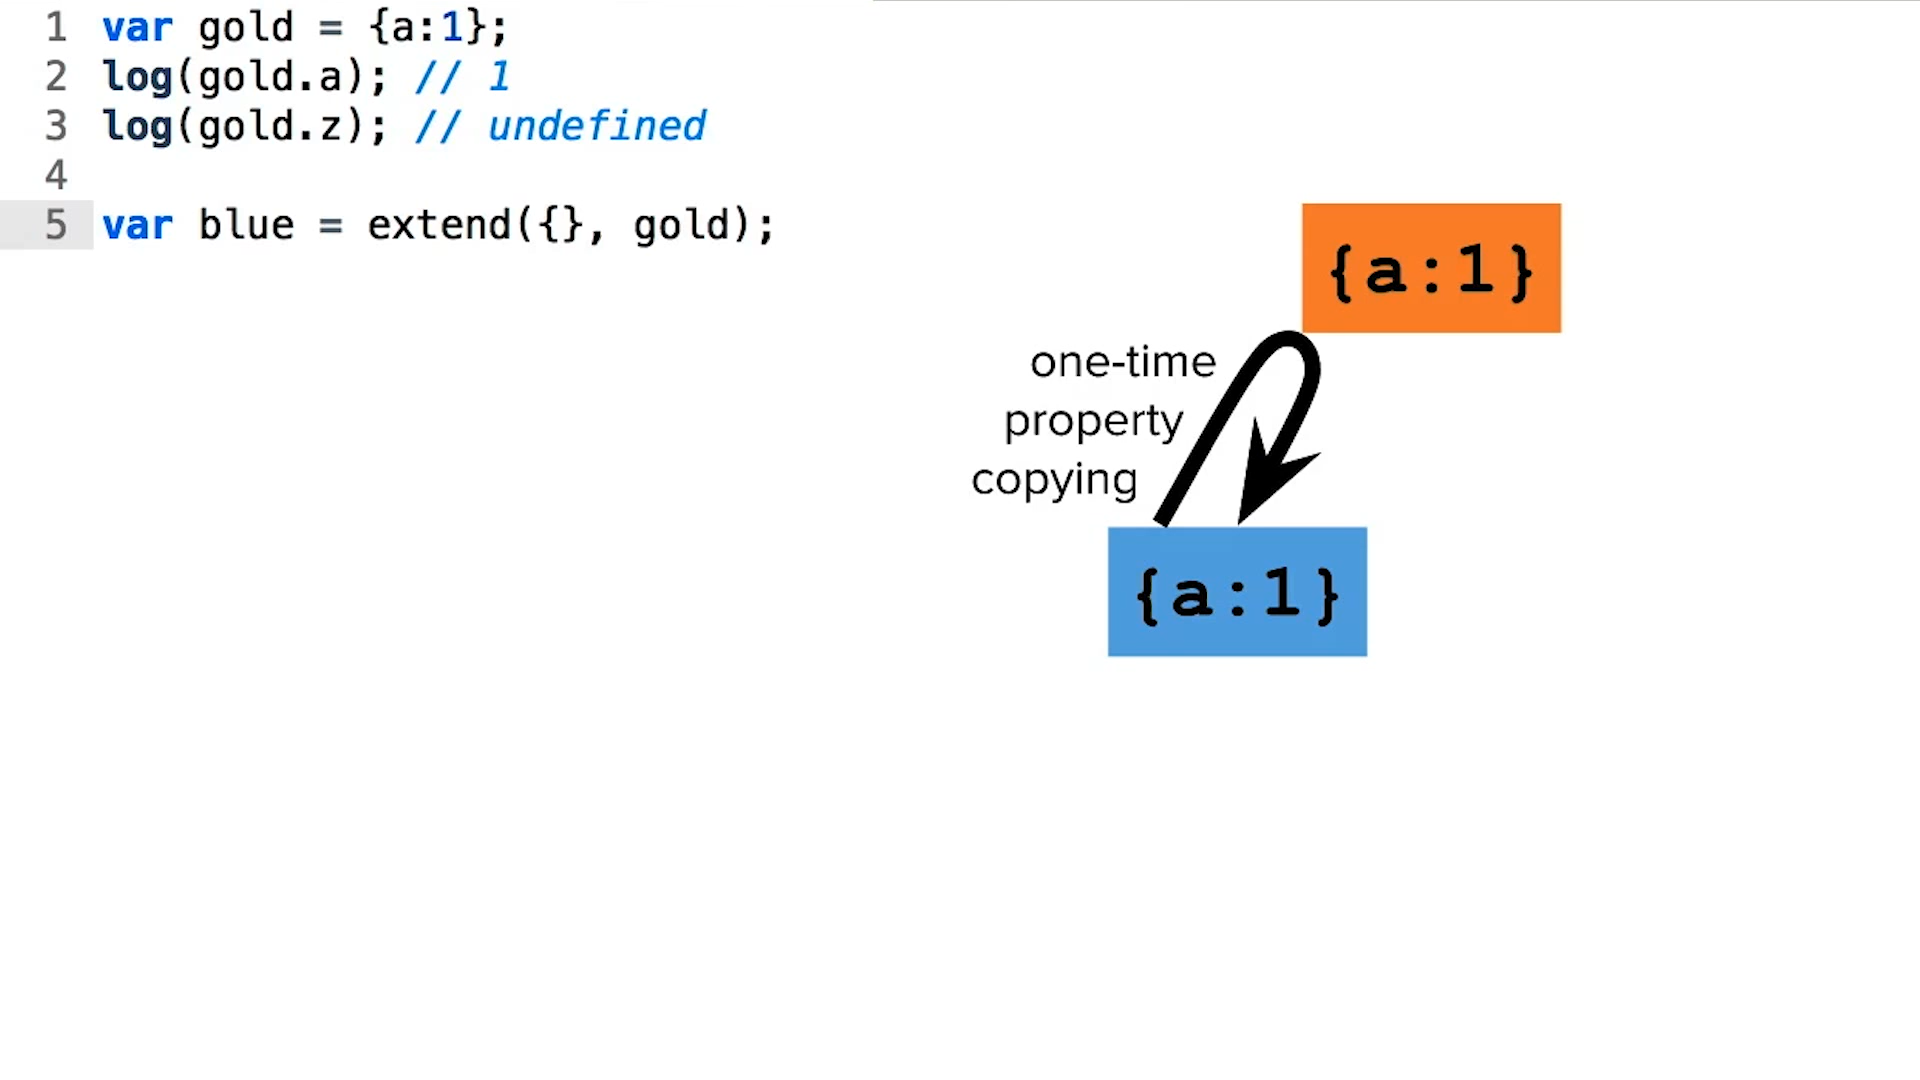 1 var gold = {a:1};
2 log(gold.a); // 1
3 log(gold.z); // undefined
4
5 var blue = extend({}, gold);
{a:1}
one-time
property
copying
{a:1}